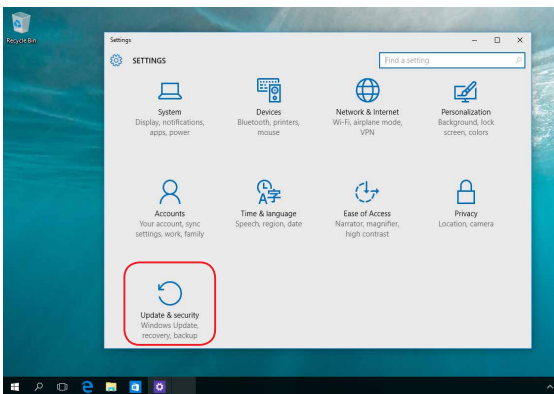 Recycle Bin
Settings
SETTINGS
Find a setting
System
Display, notifications,
apps, power
Devices
Bluetooth, printers,
mouse
Network & Internet
Wi-Fi, airplane mode,
VPN
Personalization
Background, lock
screen, colors
Accounts
Your account, sync
settings, work, family
Time & language
Speech, region, date
Ease of Access
Narrator, magnifier,
high contrast
Privacy
Location, camera
Update & security
Windows Update,
recovery, backup